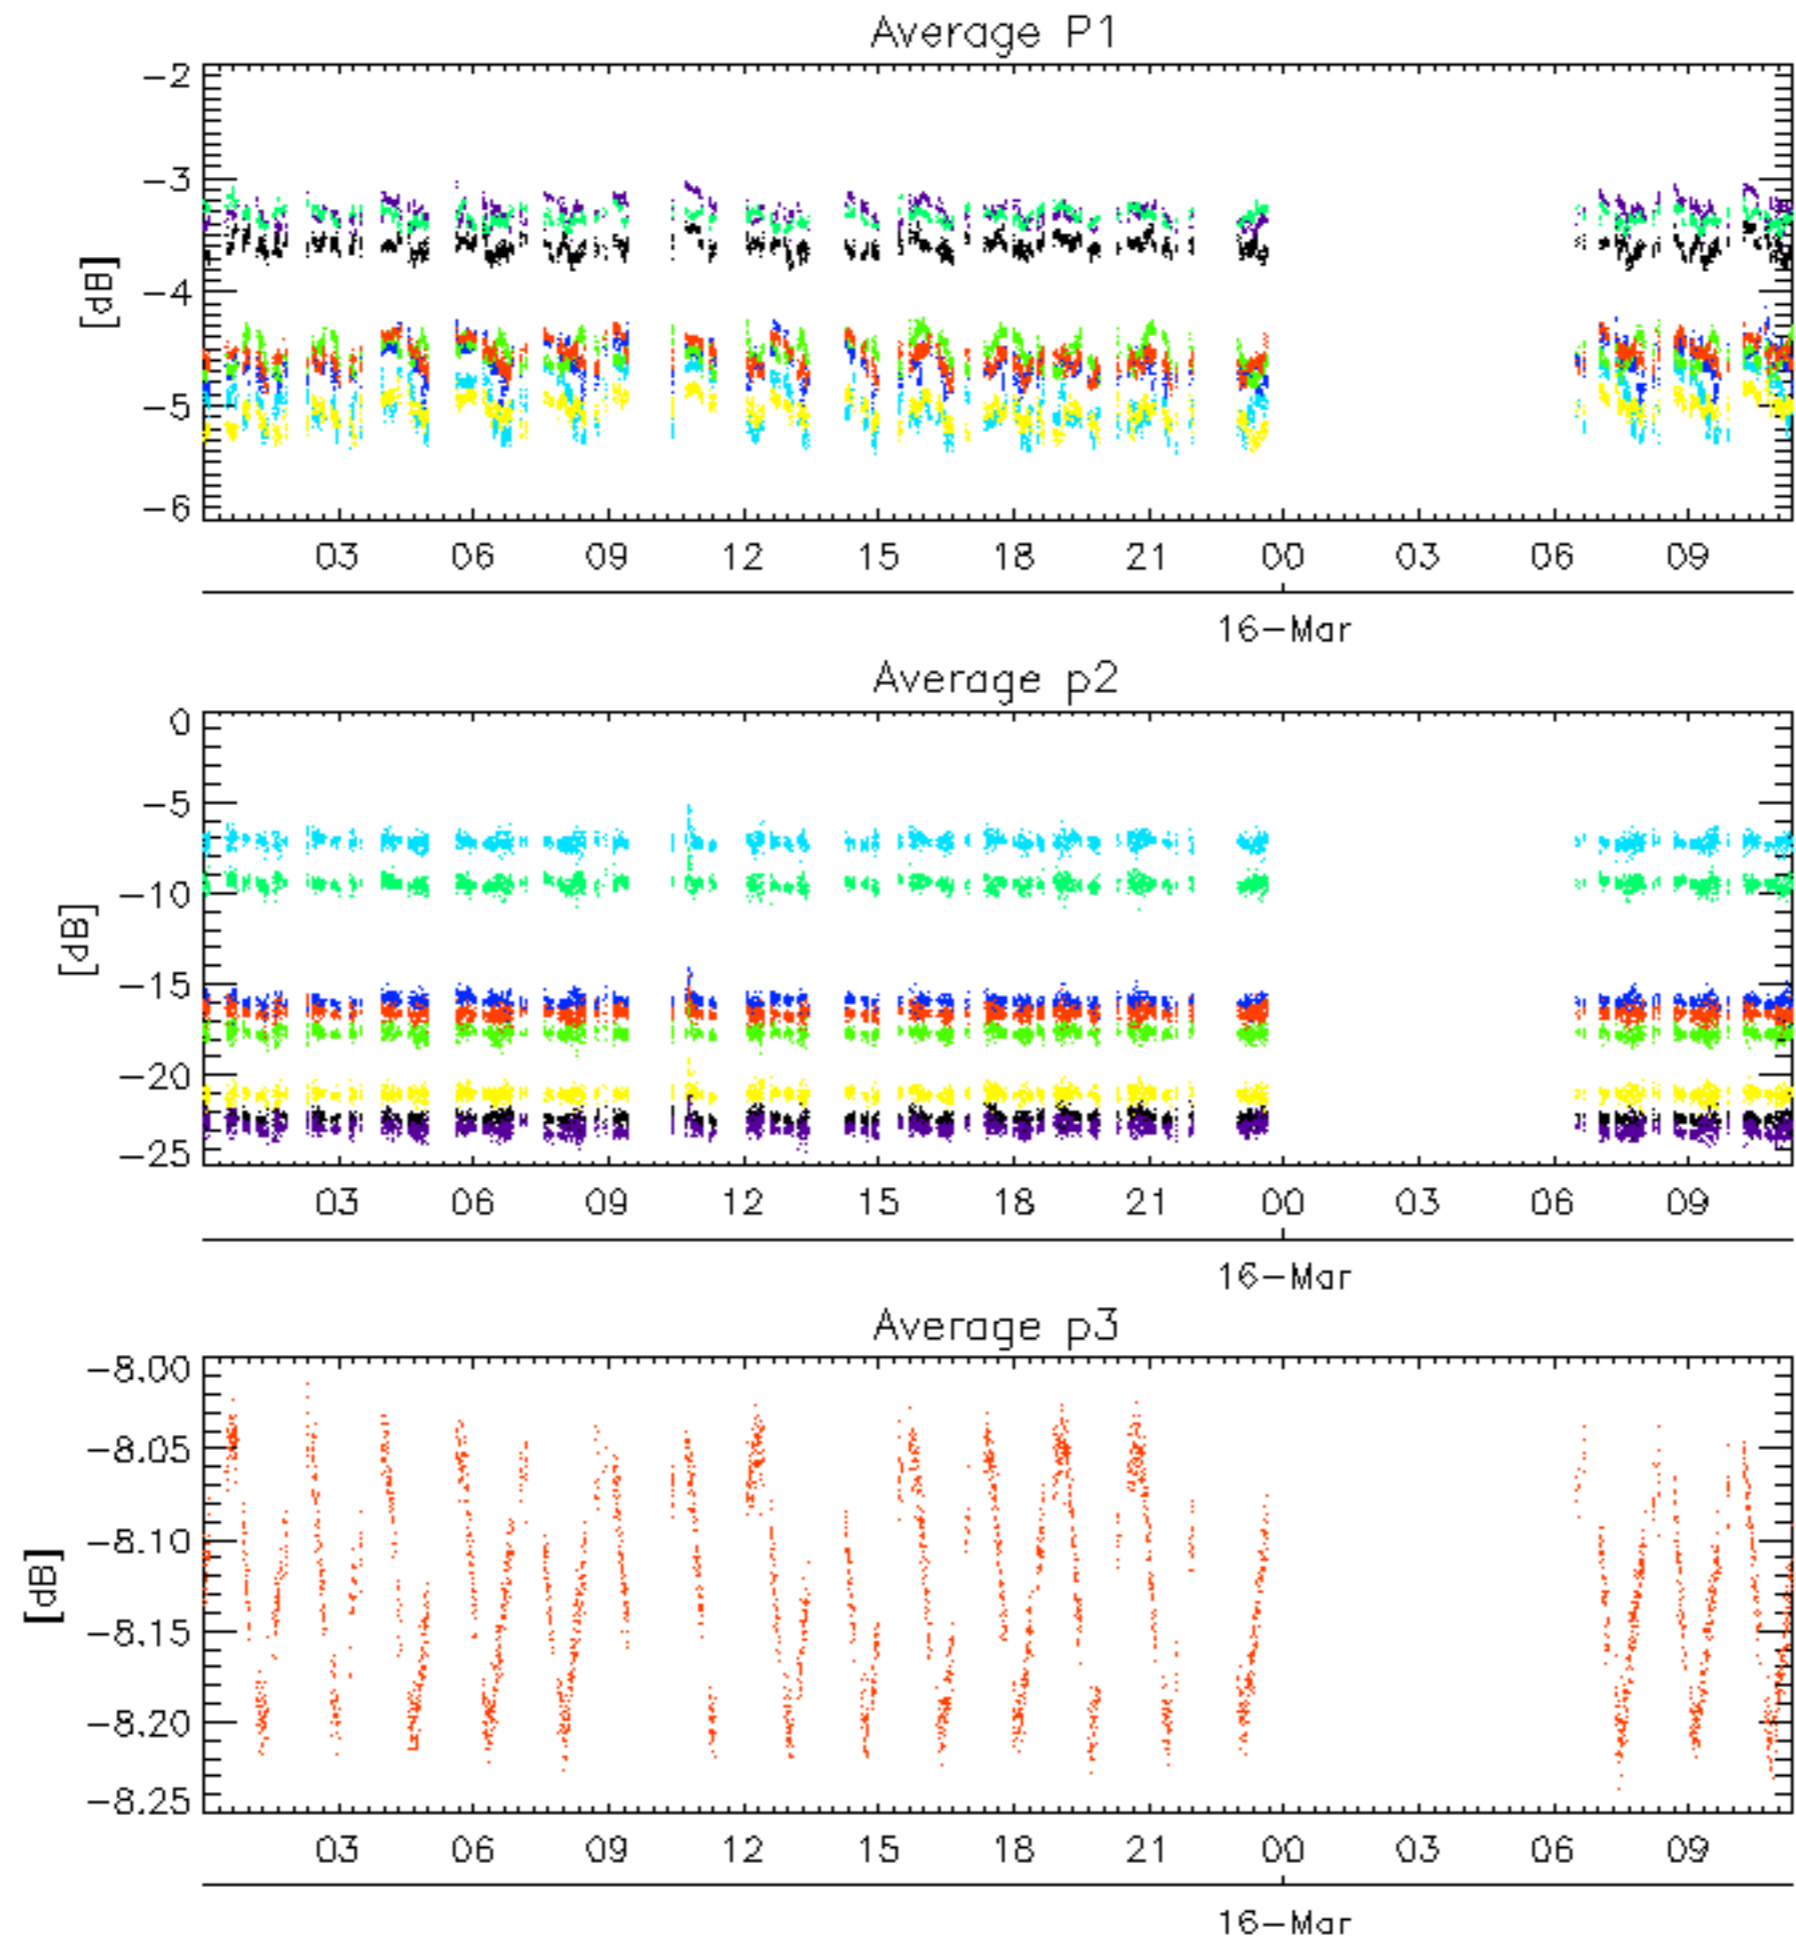 Average P1
-2
-3
-4
-5
-6
[dB]
03 06 09 12 15 18 21 00 03 06 09
16-Mar
Average p2
0
-5
-10
-15
-20
-25
[dB]
03 06 09 12 15 18 21 00 03 06 09
16-Mar
Average p3
-8.00
-8.05
-8.10
-8.15
-8.20
-8.25
[dB]
03 06 09 12 15 18 21 00 03 06 09
16-Mar